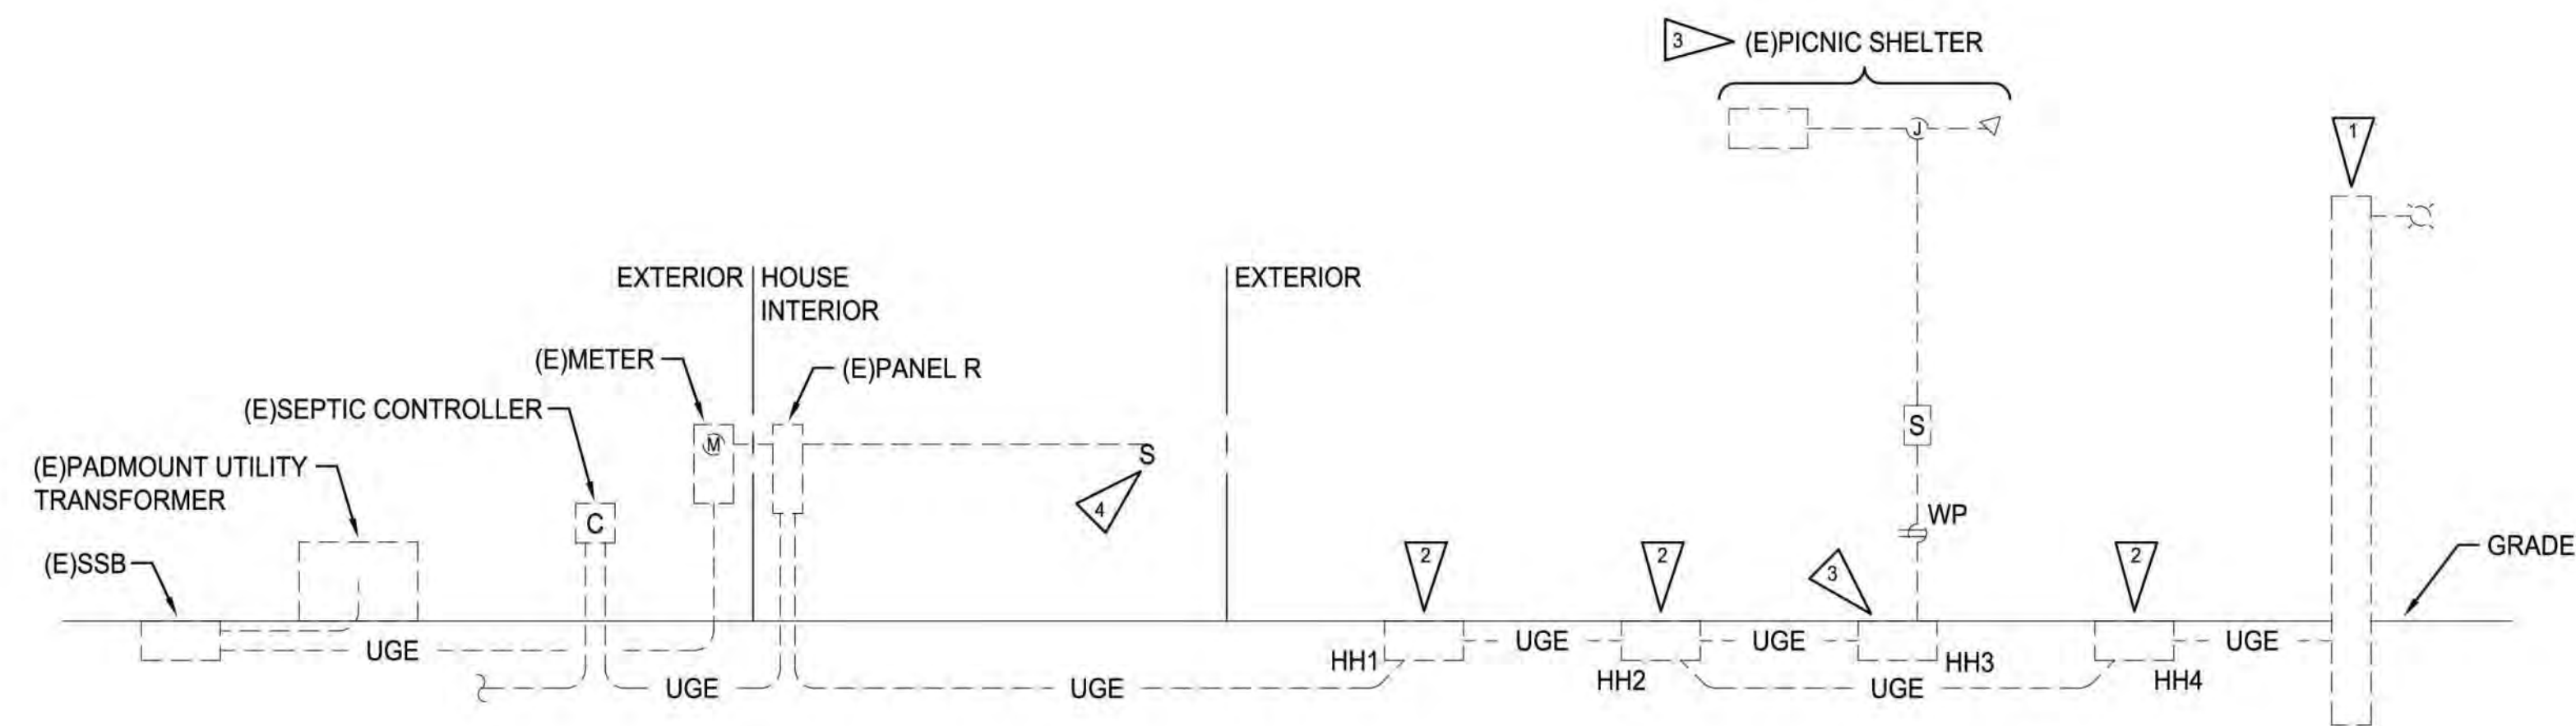 3 (E)PICNIC SHELTER
J
1
EXTERIOR
HOUSE
INTERIOR
EXTERIOR
(E)METER
(E)PANEL R
(E)SEPTIC CONTROLLER
M
S
S
(E)PADMOUNT UTILITY
TRANSFORMER
4
C
WP
(E)SSB
2
2
3
2
GRADE
UGE
UGE
UGE
HH1
UGE
HH2
UGE
HH3
UGE
HH4
UGE